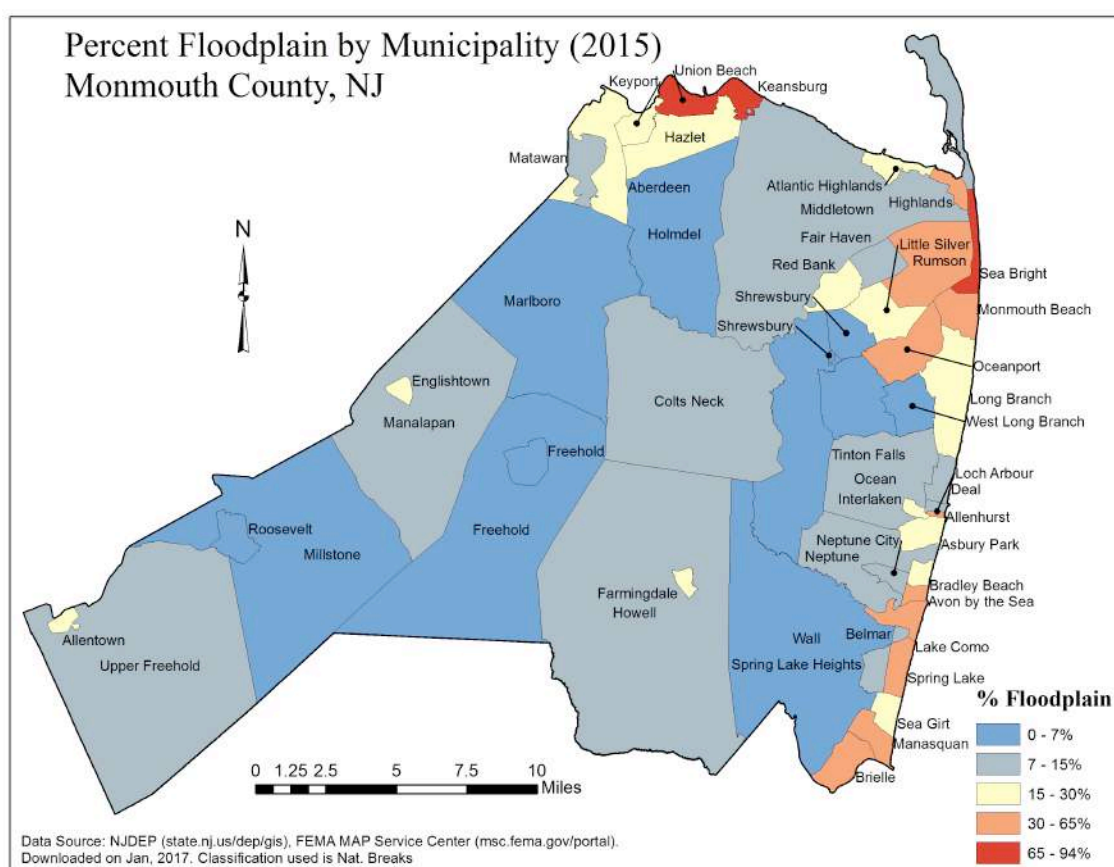 Percent Floodplain by Municipality (2015)
Monmouth County, NJ
Union Beach
Keyport
Keansburg
Hazlet
Matawan
Aberdeen
Atlantic Highlands
Middletown
Highlands
N
Holmdel
Fair Haven
Little Silver
Rumson
Red Bank
Sea Bright
Marlboro
Shrewsbury
Monmouth Beach
Shrewsbury
Oceanport
Englishtown
Colts Neck
Long Branch
Manalapan
West Long Branch
Freehold
Tinton Falls
Loch Arbour
Ocean
Deal
Interlaken
Allenhurst
Roosevelt
Freehold
Neptune City
Asbury Park
Millstone
Neptune
Bradley Beach
Farmingdale
Avon by the Sea
Howell
Allentown
Wall
Belmar
Lake Como
Upper Freehold
Spring Lake Heights
Spring Lake
Sea Girt
Manasquan
Brielle
% Floodplain
0 - 7%
7 - 15%
15 - 30%
30 - 65%
65 - 94%
0 1.25 2.5 5 7.5 10
Miles
Data Source: NJDEP (state.nj.us/dep/gis), FEMA MAP Service Center (msc.fema.gov/portal).
Downloaded on Jan, 2017. Classification used is Nat. Breaks